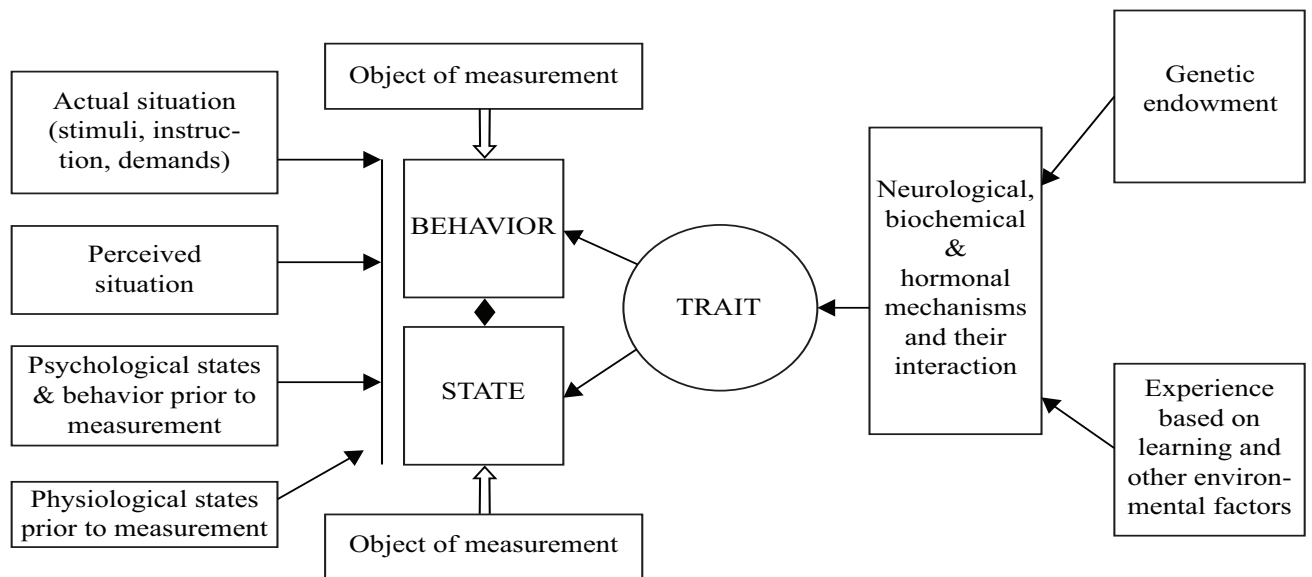 Object of measurement
Actual situation
(stimuli, instruc-
tion, demands)
Perceived
situation
Psychological states
& behavior prior to
measurement
Physiological states
prior to measurement
BEHAVIOR
STATE
Object of measurement
TRAIT
Neurological,
biochemical
&
hormonal
mechanisms
and their
interaction
Genetic
endowment
Experience
based on
learning and
other environ-
mental factors